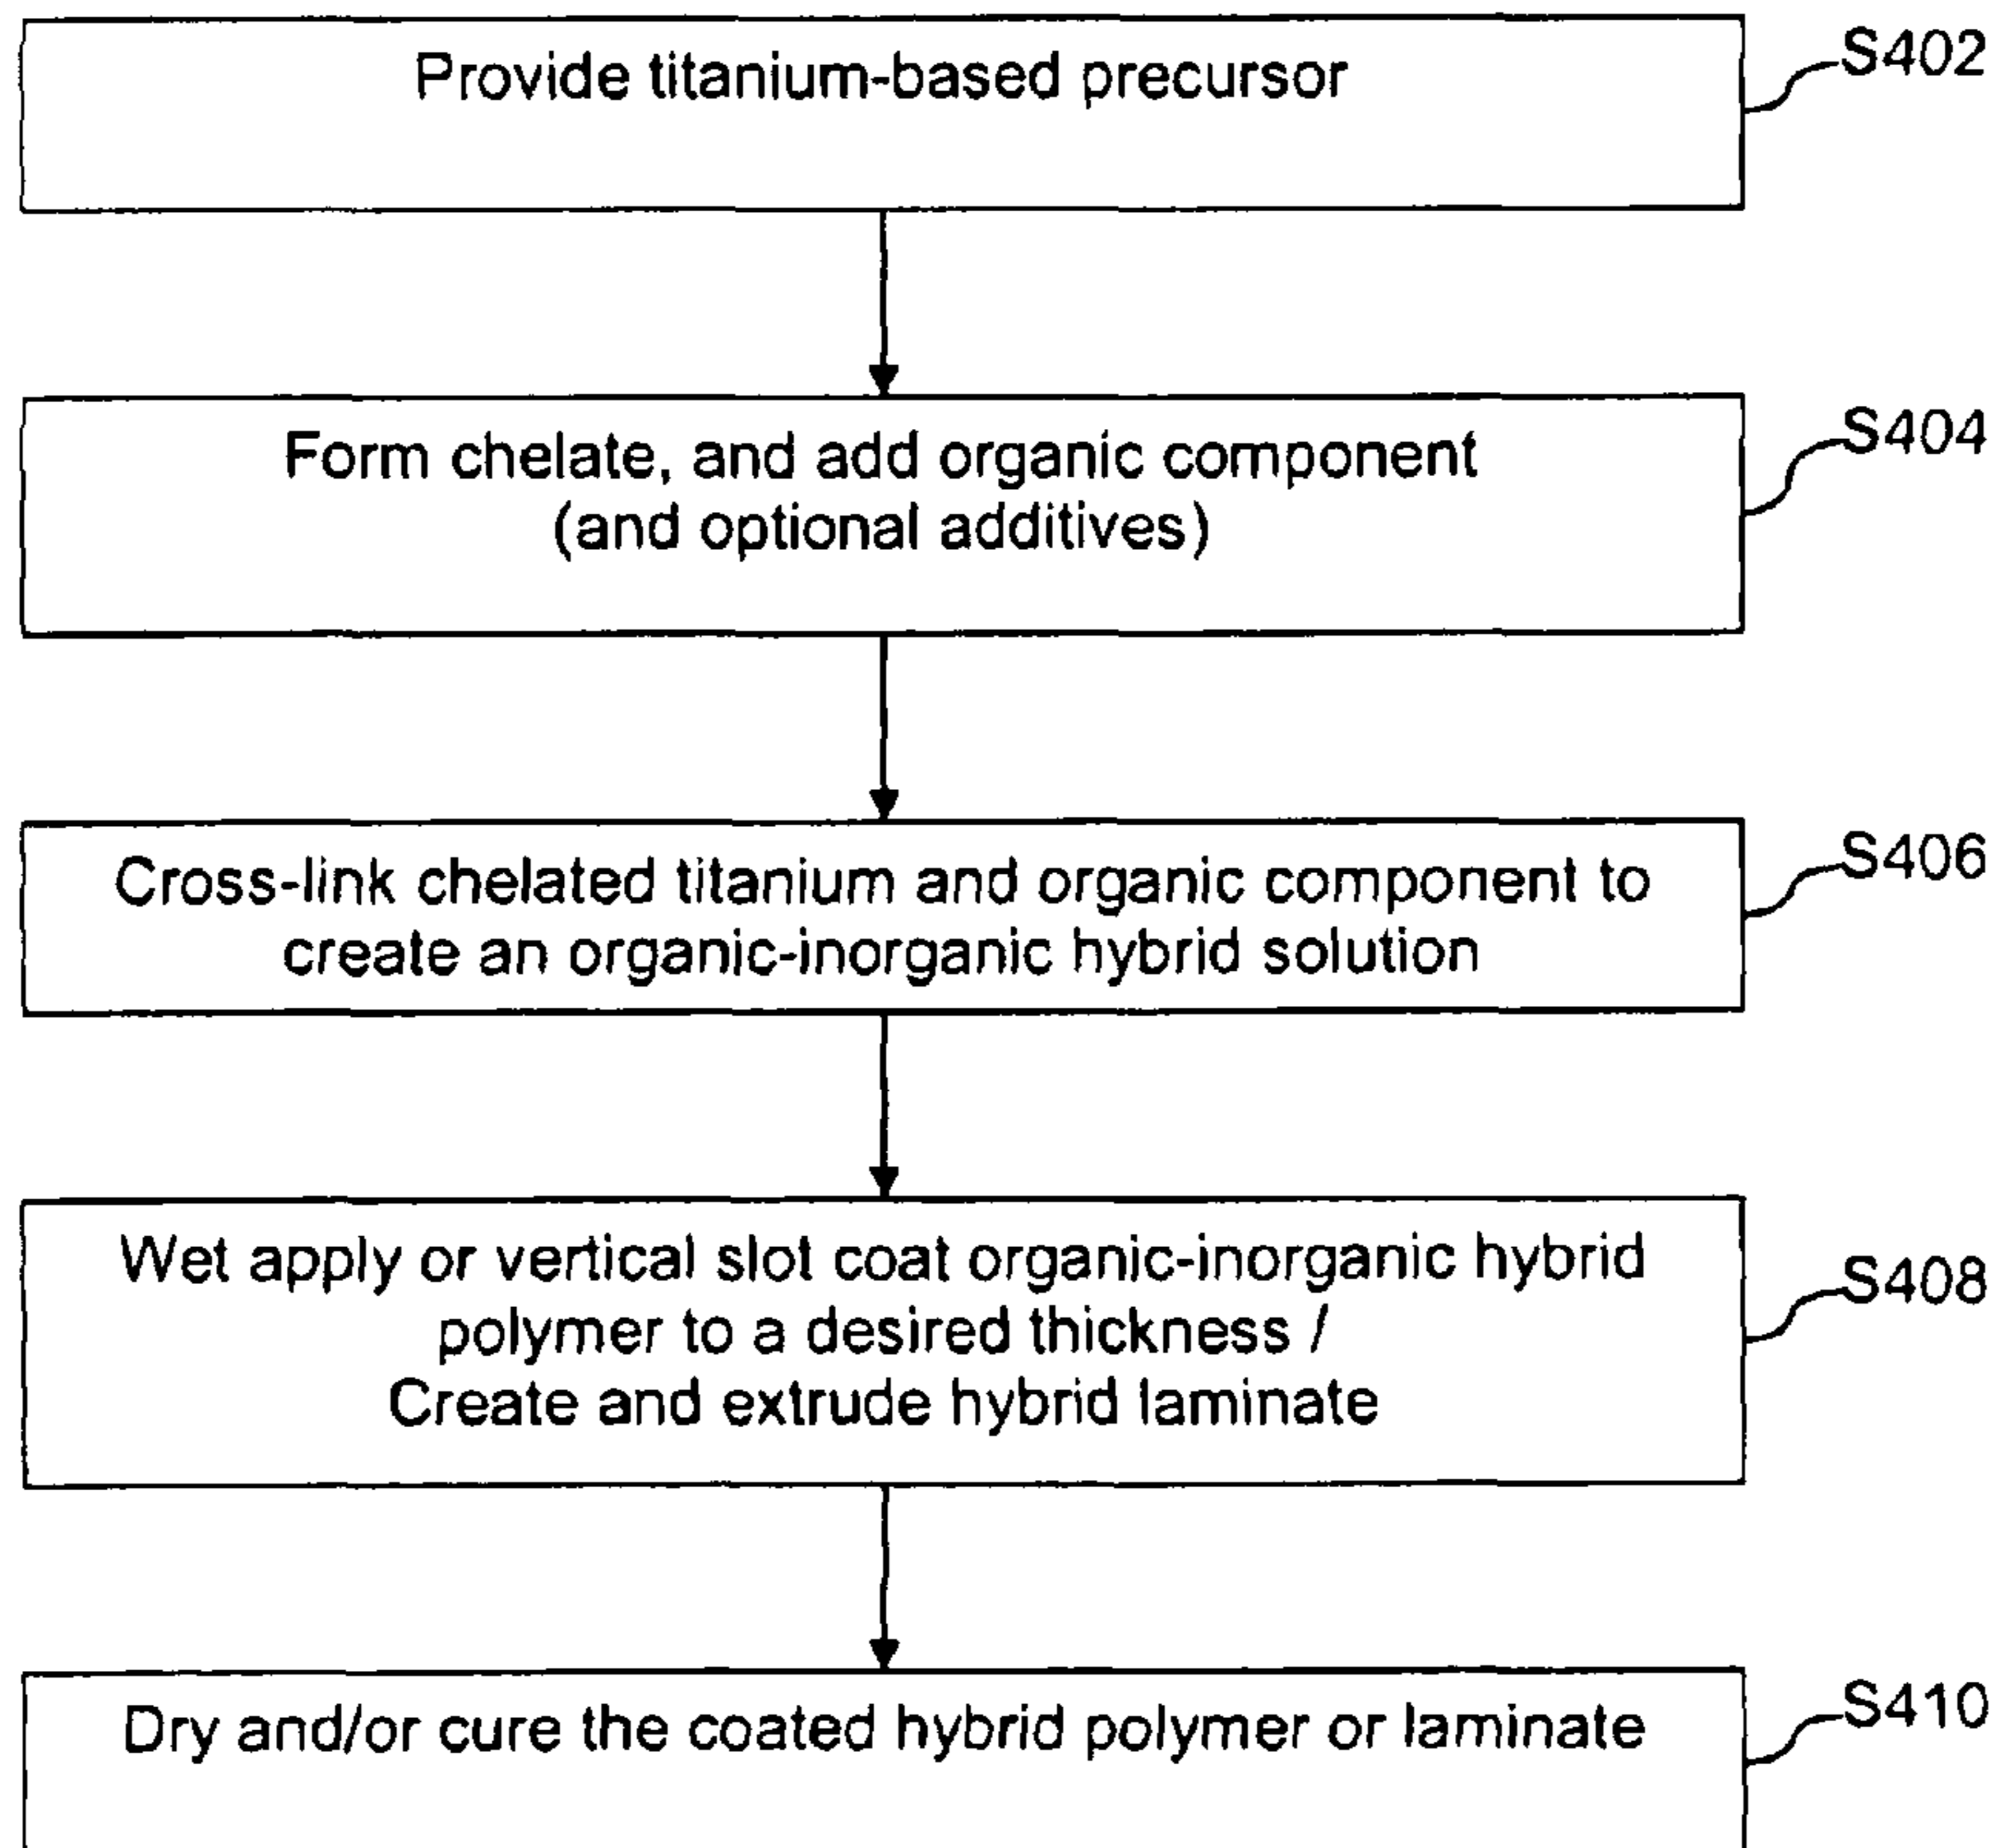 Provide titanium-based precursor
S402
Form chelate, and add organic component
(and optional additives)
S404
Cross-link chelated titanium and organic component to
create an organic-inorganic hybrid solution
S406
Wet apply or vertical slot coat organic-inorganic hybrid
polymer to a desired thickness /
Create and extrude hybrid laminate
S408
Dry and/or cure the coated hybrid polymer or laminate
S410